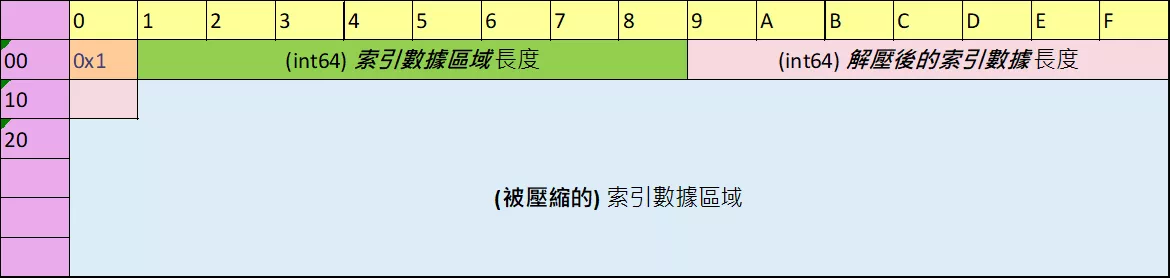 0 1 2 3 4 5 6 7 8 9 A B C D E F
00 0x1 (int64) 索引數據區域長度 (int64) 解壓後的索引數據長度
10
20
(被壓縮的) 索引數據區域